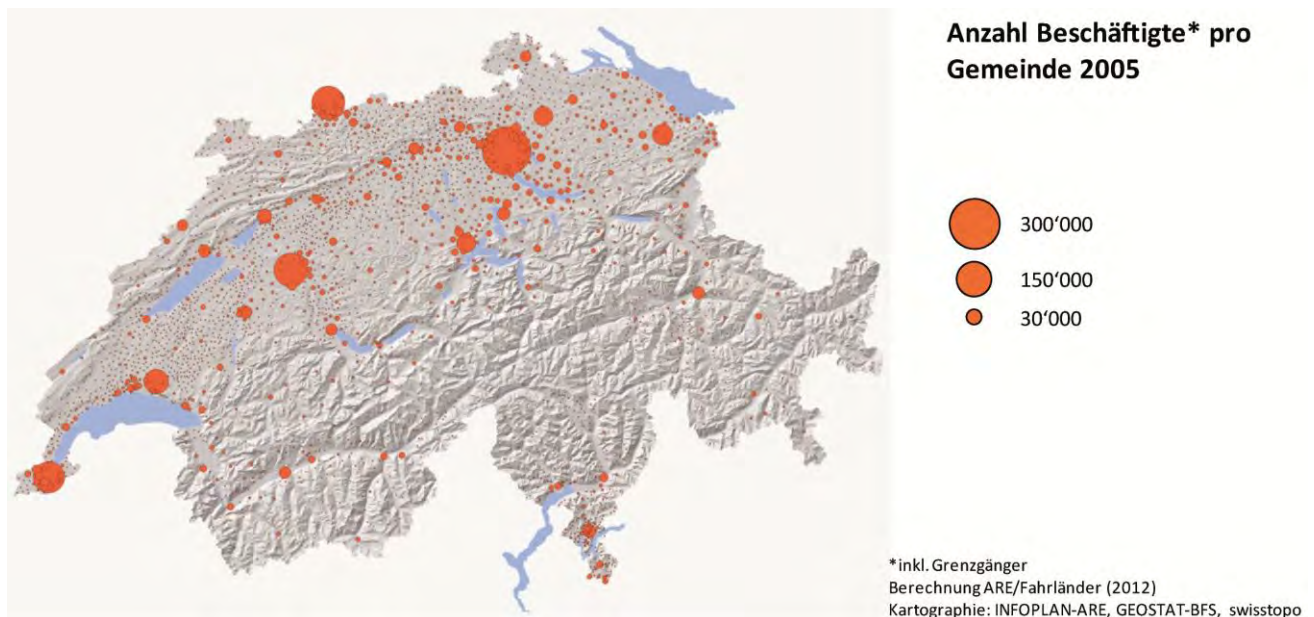 Anzahl Beschäftigte* pro
Gemeinde 2005
300‘000
150‘000
30‘000
*inkl. Grenzgänger
Berechnung ARE/Fahrländer (2012)
Kartographie: INFOPLAN-ARE, GEOSTAT-BFS, swisstopo